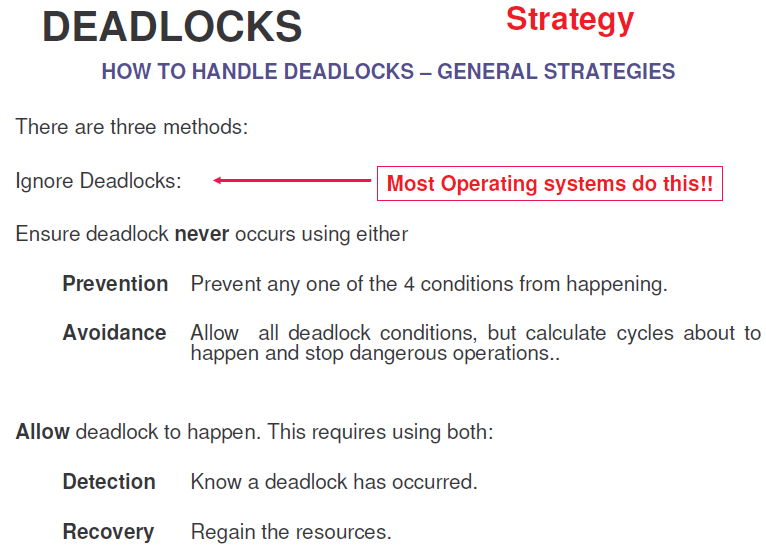 DEADLOCKS
Strategy
HOW TO HANDLE DEADLOCKS – GENERAL STRATEGIES
There are three methods:
Ignore Deadlocks:
Most Operating systems do this!!
Ensure deadlock never occurs using either
Prevention Prevent any one of the 4 conditions from happening.
Avoidance Allow all deadlock conditions, but calculate cycles about to
happen and stop dangerous operations..
Allow deadlock to happen. This requires using both:
Detection Know a deadlock has occurred.
Recovery Regain the resources.